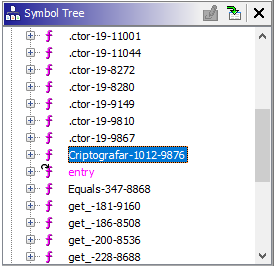 Symbol Tree
.ctor-19-11001
.ctor-19-11044
.ctor-19-8272
.ctor-19-8280
.ctor-19-9149
.ctor-19-9810
.ctor-19-9867
Criptografar-1012-9876
entry
Equals-347-8868
get_-181-9160
get_-186-8508
get_-200-8536
get_-228-8688